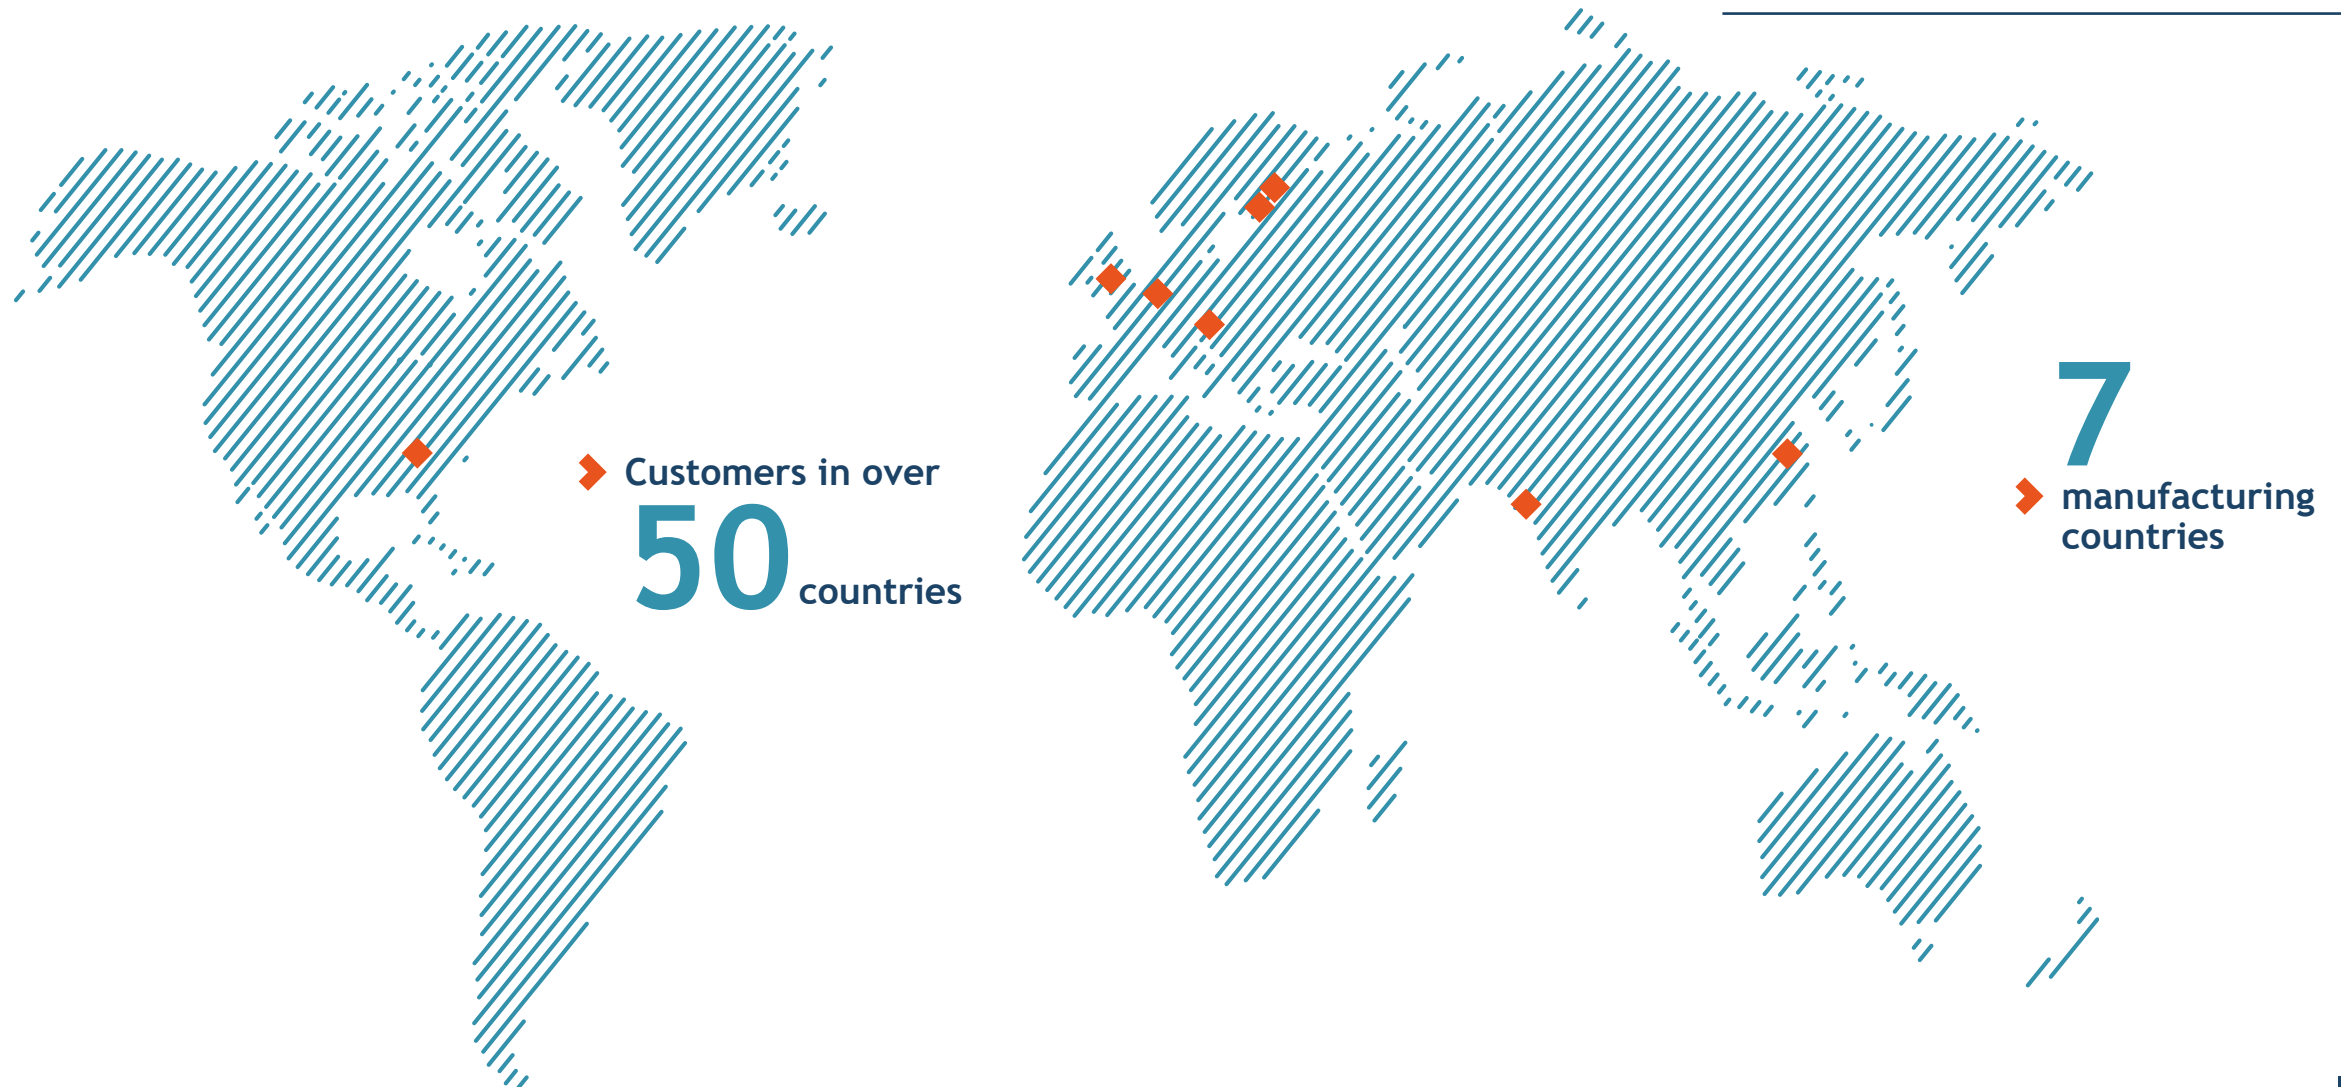 Customers in over
50 countries
7
manufacturing
countries